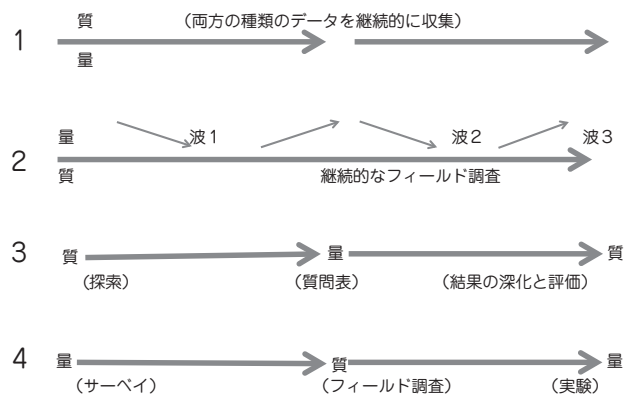 質 (両方の種類のデータを継続的に収集)
1
量
量 波1 波2 波3
2
質 継続的なフィールド調査
3 質 量 質
(探索) (質問表) (結果の深化と評価)
4 量 質 量
(サーベイ) (フィールド調査) (実験)